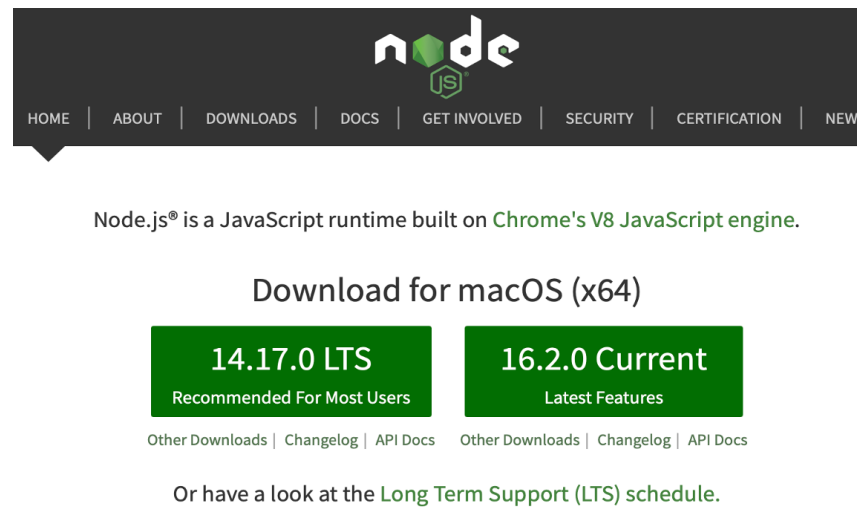 node
JS®
HOME | ABOUT | DOWNLOADS | DOCS | GET INVOLVED | SECURITY | CERTIFICATION | NEW
Node.js® is a JavaScript runtime built on Chrome's V8 JavaScript engine.
Download for macOS (x64)
14.17.0 LTS 16.2.0 Current
Recommended For Most Users Latest Features
Other Downloads | Changelog | API Docs Other Downloads | Changelog | API Docs
Or have a look at the Long Term Support (LTS) schedule.